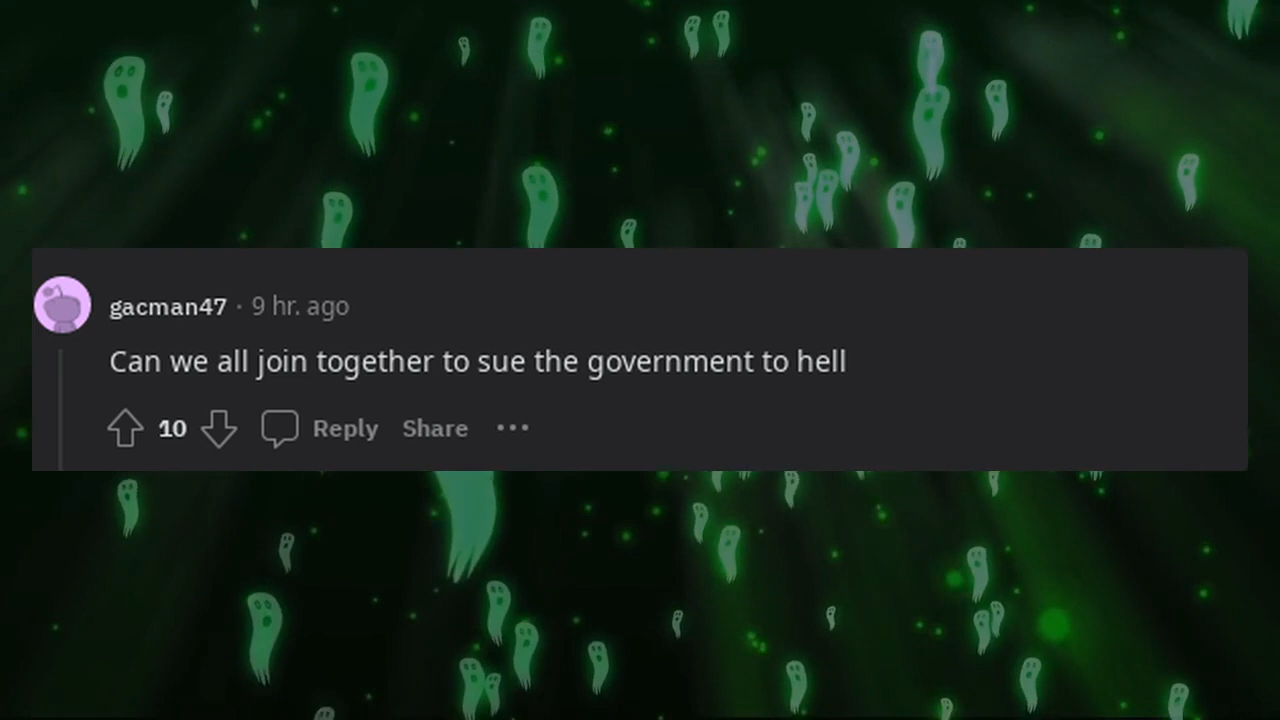 gacman47 · 9 hr. ago
Can we all join together to sue the government to hell
10 Reply Share ···